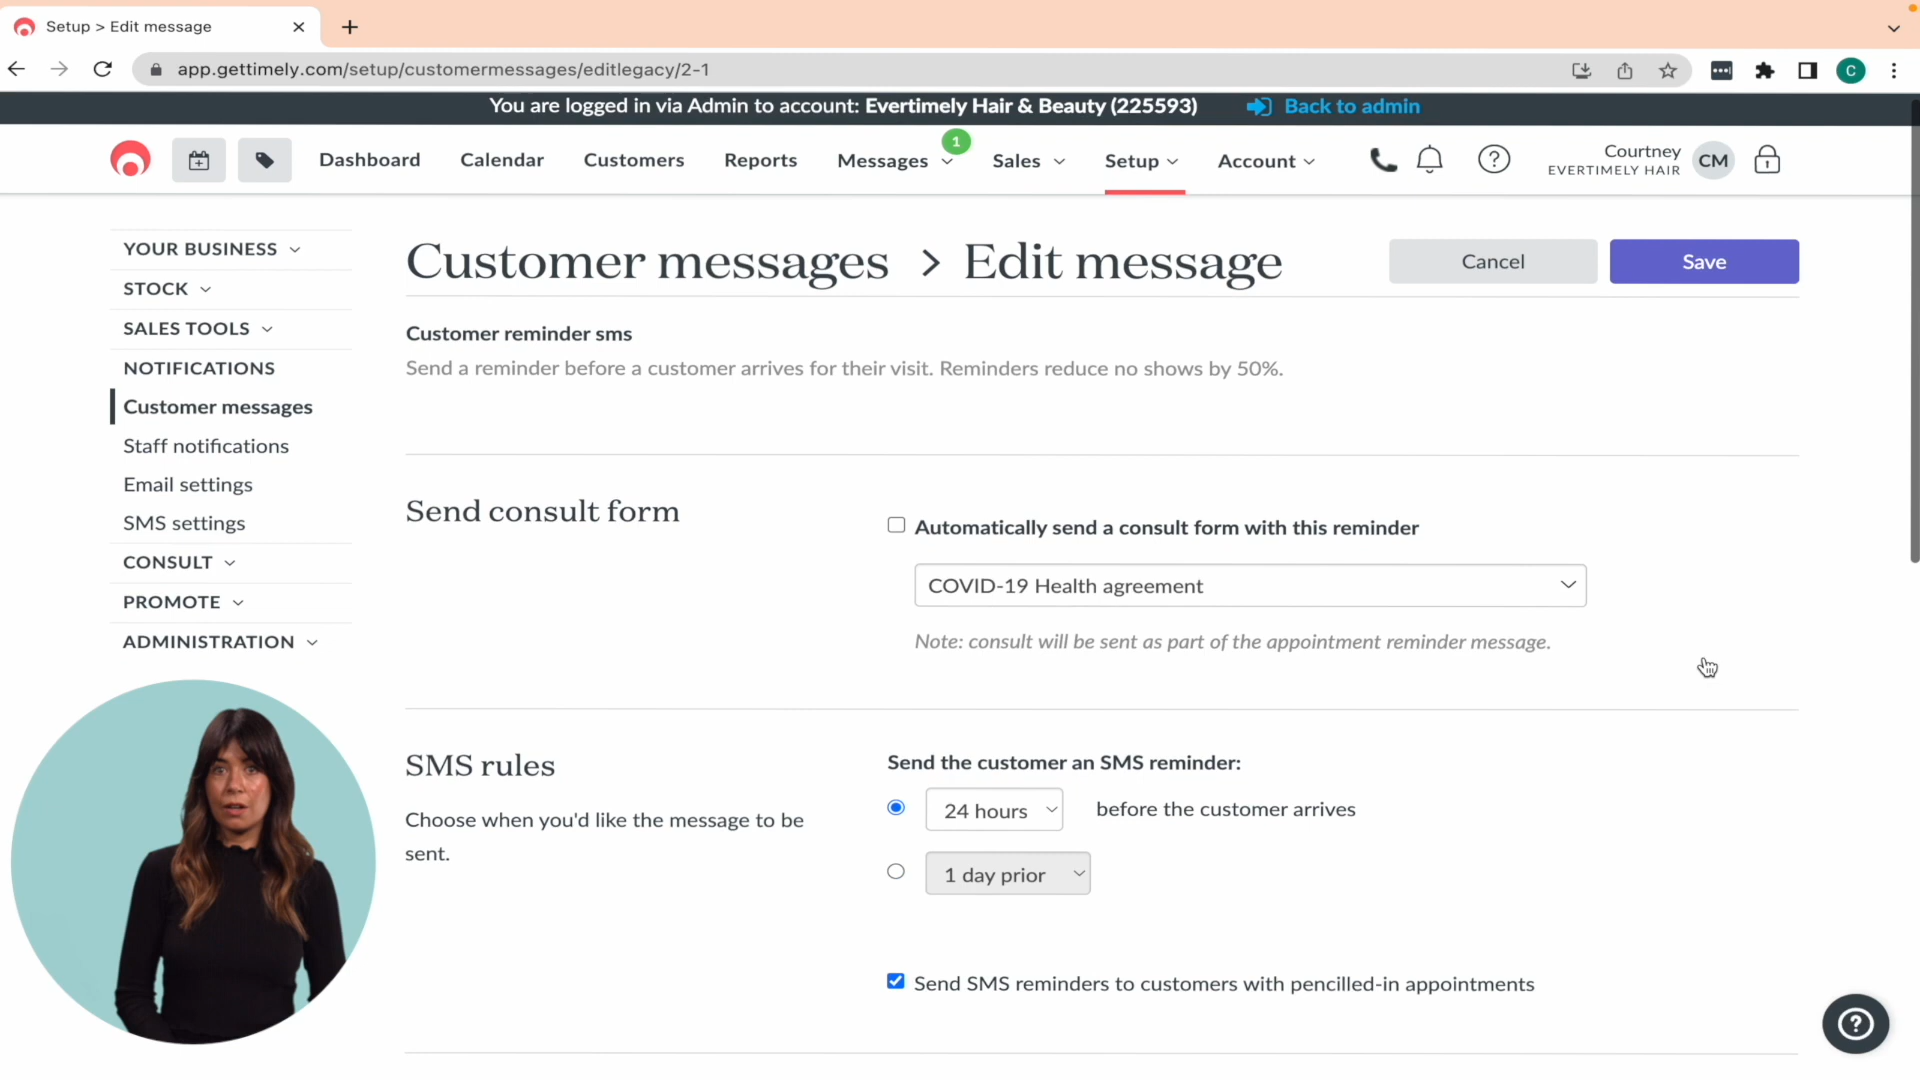 Setup > Edit message
app.gettimely.com/setup/customermessages/editlegacy/2-1
C
You are logged in via Admin to account: Evertimely Hair & Beauty (225593) Back to admin
Dashboard Calendar Customers Reports Messages 1 Sales Setup Account
Courtney
EVERTIMELY HAIR
CM
YOUR BUSINESS
STOCK
SALES TOOLS
NOTIFICATIONS
Customer messages
Staff notifications
Email settings
SMS settings
CONSULT
PROMOTE
ADMINISTRATION
Customer messages > Edit message
Cancel
Save
Customer reminder sms
Send a reminder before a customer arrives for their visit. Reminders reduce no shows by 50%.
Send consult form
Automatically send a consult form with this reminder
COVID-19 Health agreement
Note: consult will be sent as part of the appointment reminder message.
SMS rules
Choose when you'd like the message to be
sent.
Send the customer an SMS reminder:
24 hours before the customer arrives
1 day prior
Send SMS reminders to customers with pencilled-in appointments